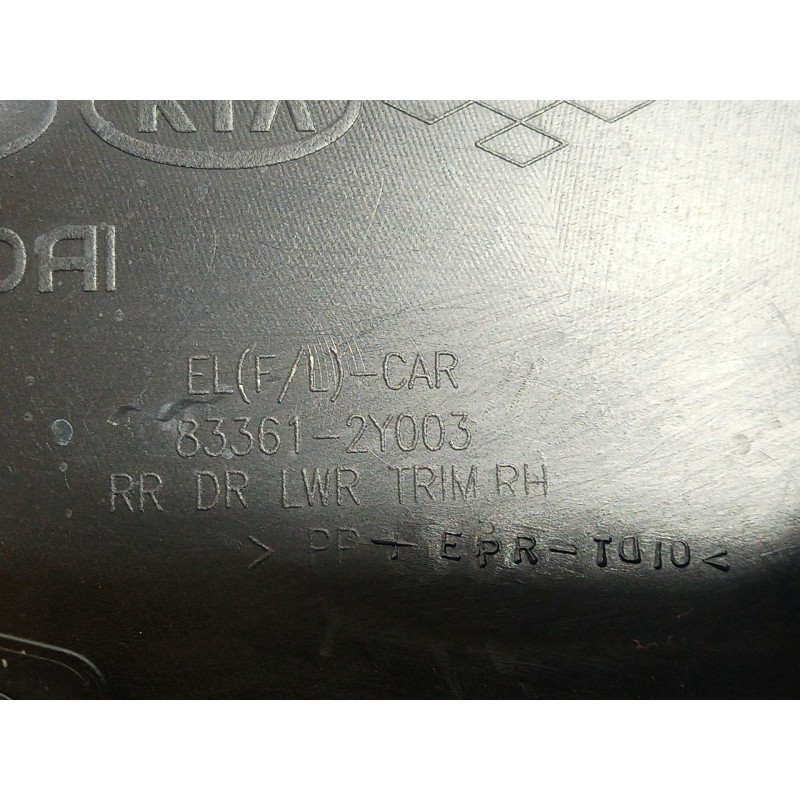 KIA
DAI
EL(F/L)-CAR
83361-2Y003
RR DR LWR TRIM RH
> PP + EPR-TD10<